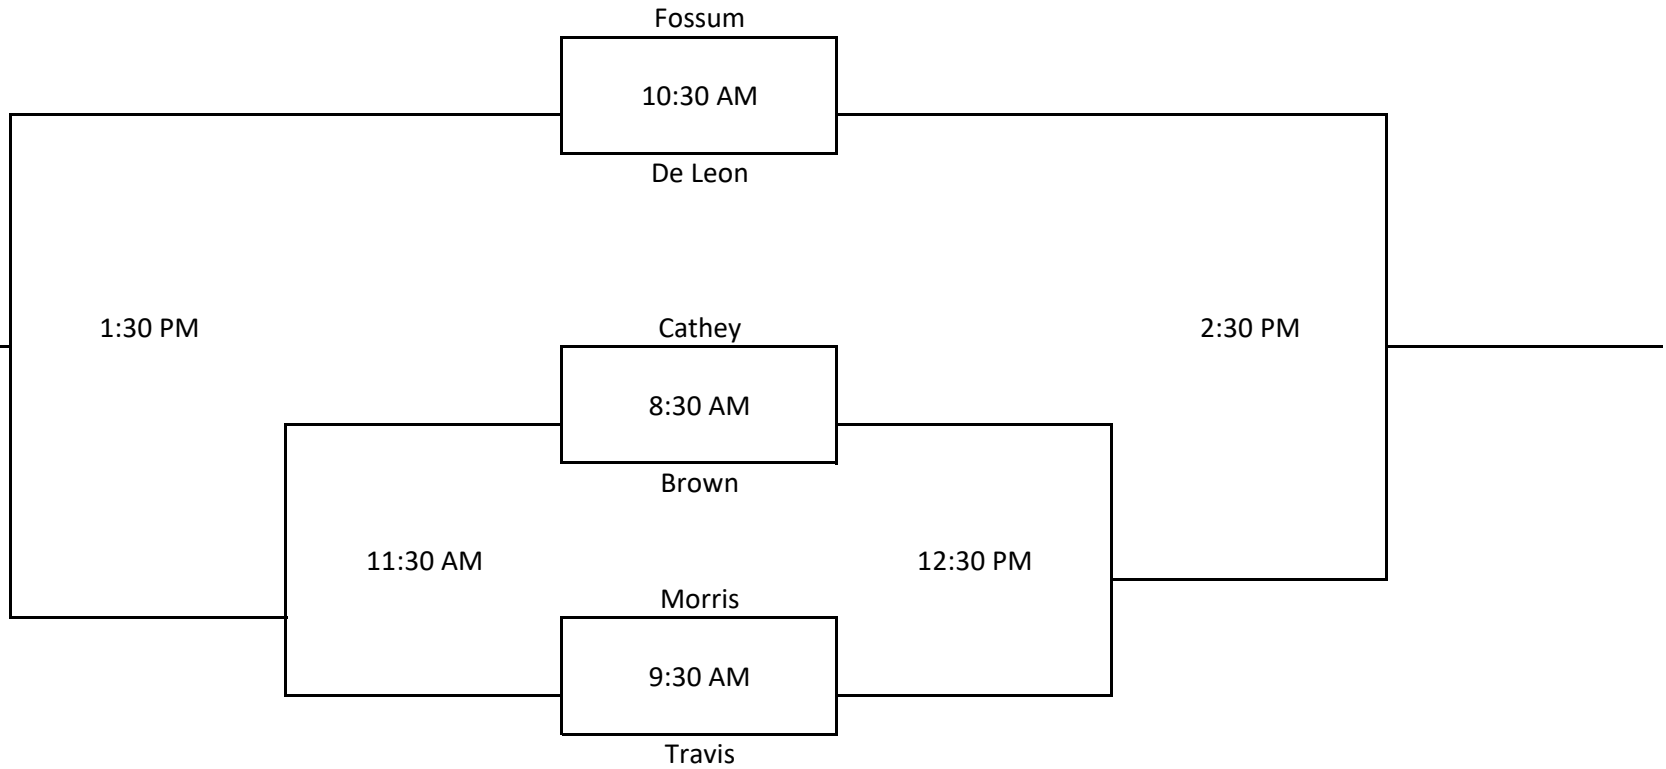 Fossum
10:30 AM
De Leon
1:30 PM
Cathey
2:30 PM
8:30 AM
Brown
11:30 AM
12:30 PM
Morris
9:30 AM
Travis